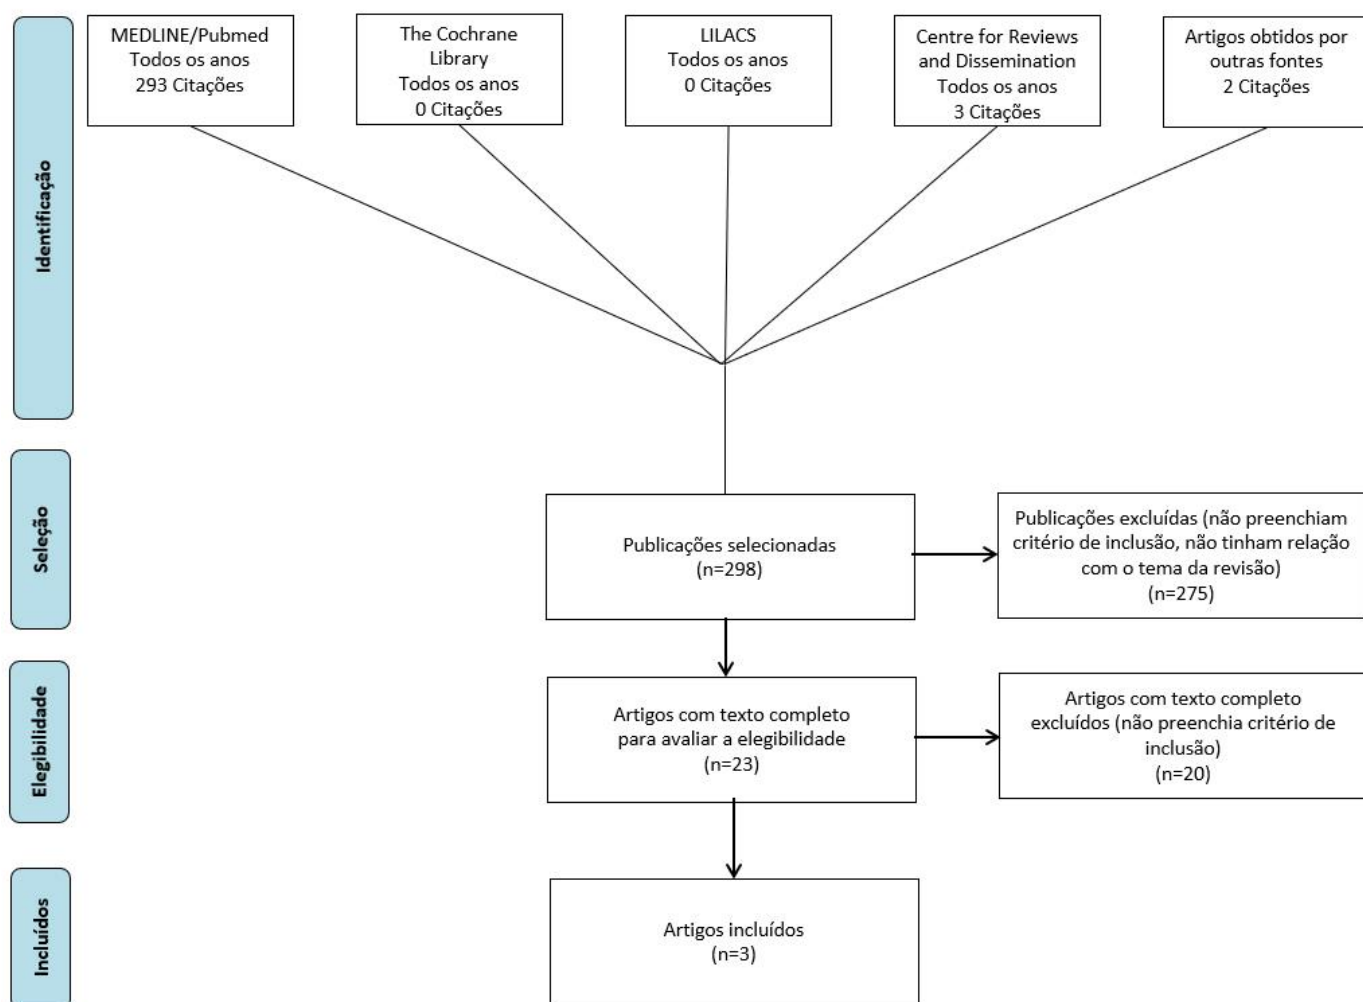 MEDLINE/Pubmed
Todos os anos
293 Citações
The Cochrane
Library
Todos os anos
0 Citações
LILACS
Todos os anos
0 Citações
Centre for Reviews
and Dissemination
Todos os anos
3 Citações
Artigos obtidos por
outras fontes
2 Citações
Identificação
Seleção
Publicações selecionadas
(n=298)
Publicações excluídas (não preenchiam
critério de inclusão, não tinham relação
com o tema da revisão)
(n=275)
Elegibilidade
Artigos com texto completo
para avaliar a elegibilidade
(n=23)
Artigos com texto completo
excluídos (não preenchia critério de
inclusão)
(n=20)
Incluídos
Artigos incluídos
(n=3)